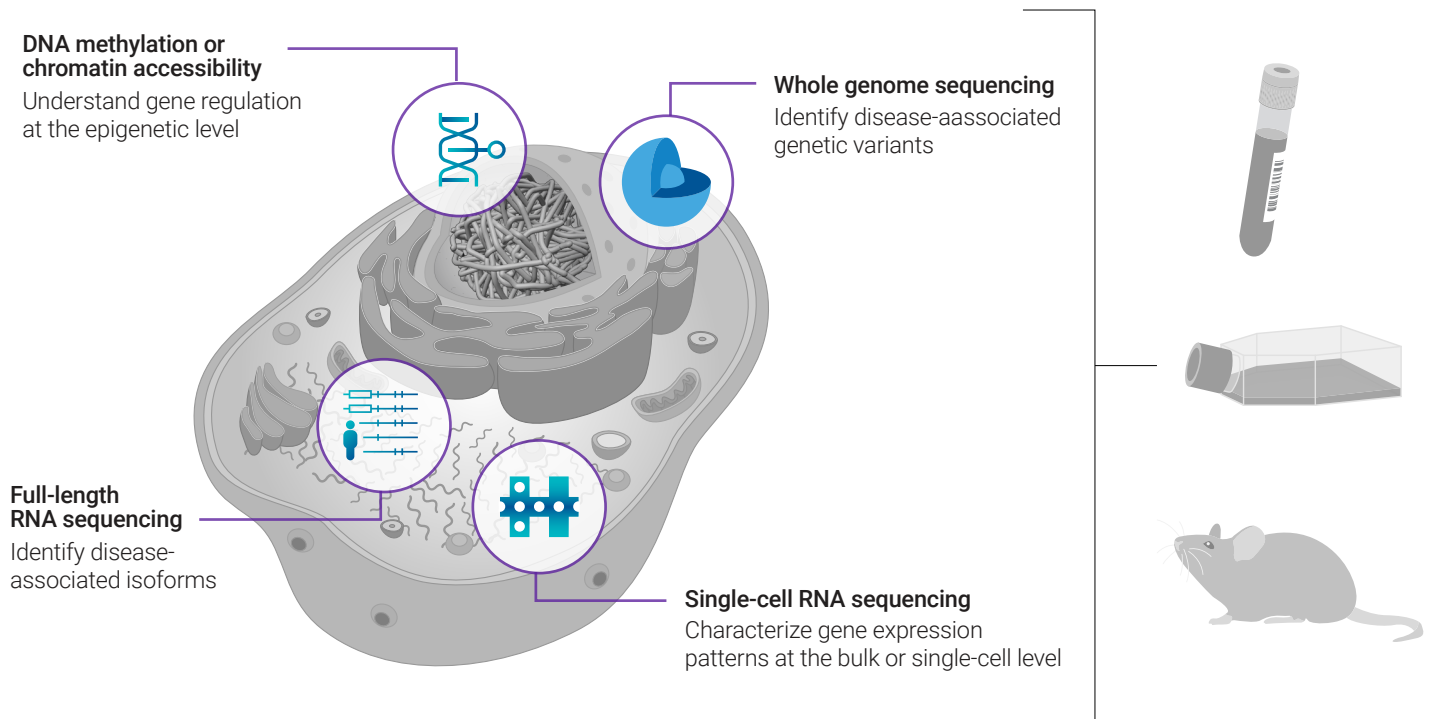 DNA methylation or
chromatin accessibility
Understand gene regulation
at the epigenetic level
Whole genome sequencing
Identify disease-aassociated
genetic variants
Full-length
RNA sequencing
Identify disease-
associated isoforms
Single-cell RNA sequencing
Characterize gene expression
patterns at the bulk or single-cell level